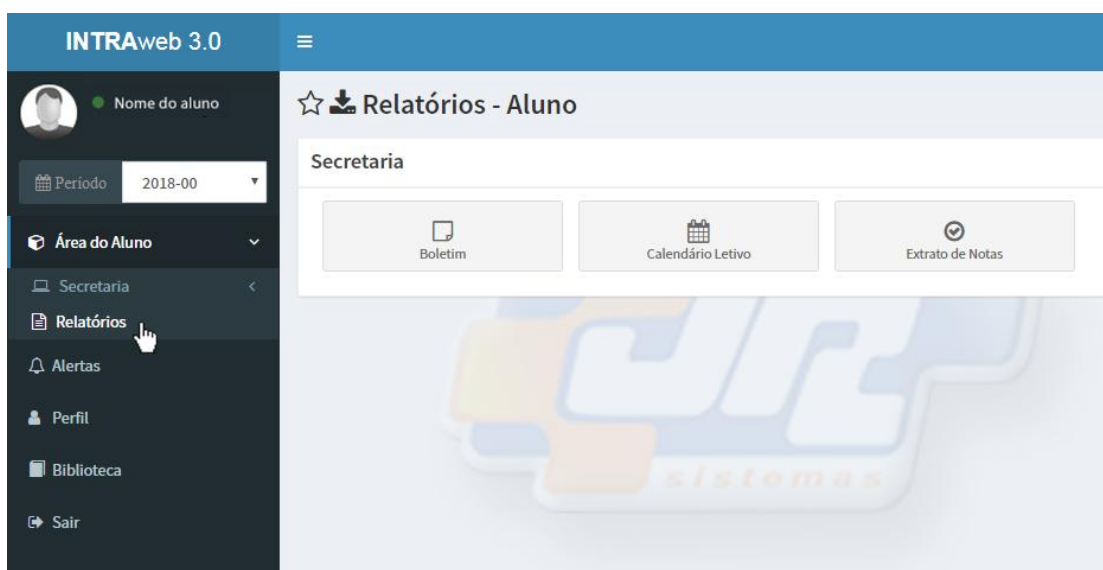 INTRAweb 3.0
Nome do aluno
Período 2018-00
Área do Aluno
Secretaria
Relatórios
Alertas
Perfil
Biblioteca
Sair
Relatórios - Aluno
Secretaria
Boletim
Calendário Letivo
Extrato de Notas
sistemas